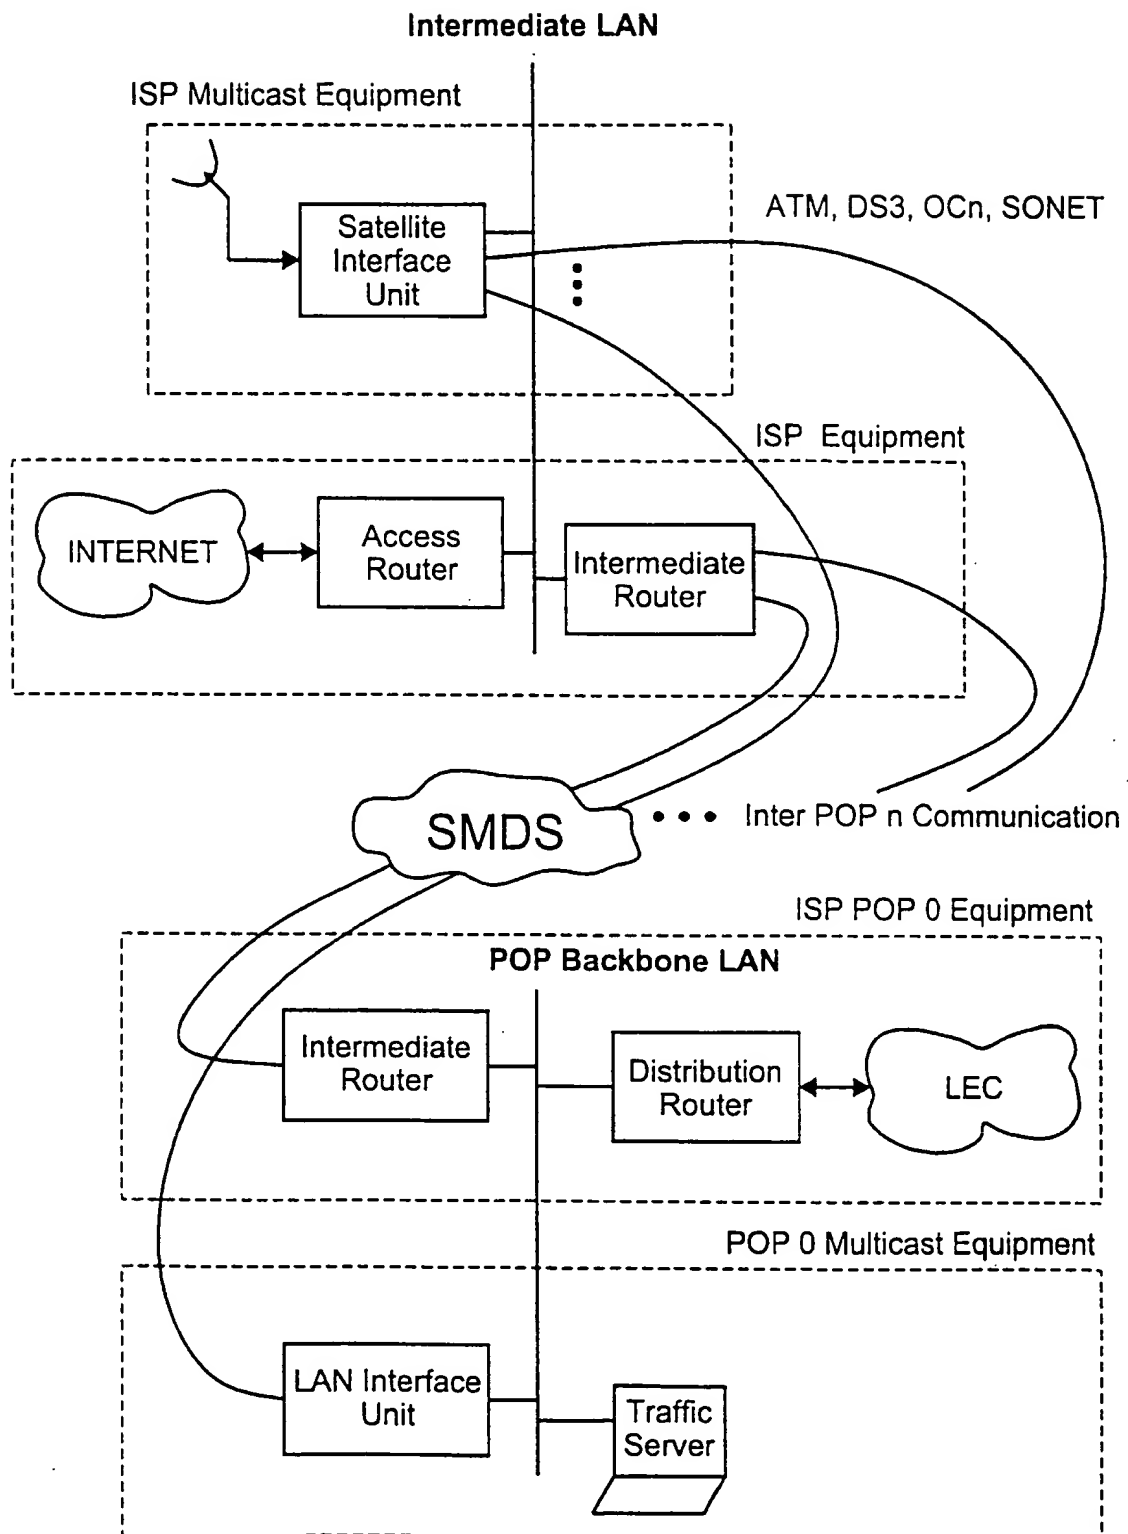 Intermediate LAN
ISP Multicast Equipment
ATM, DS3, OCn, SONET
Satellite
Interface
Unit
ISP Equipment
INTERNET
Access
Router
Intermediate
Router
SMDS
Inter POP n Communication
ISP POP 0 Equipment
POP Backbone LAN
Intermediate
Router
Distribution
Router
LEC
POP 0 Multicast Equipment
LAN Interface
Unit
Traffic
Server